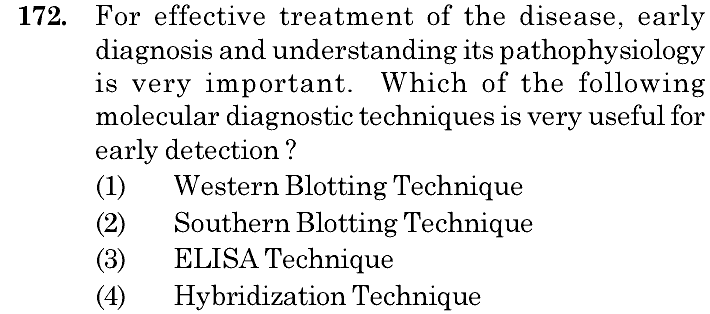 172. For effective treatment of the disease, early
diagnosis and understanding its pathophysiology
is very important. Which of the following
molecular diagnostic techniques is very useful for
early detection ?
(1) Western Blotting Technique
(2) Southern Blotting Technique
(3) ELISA Technique
(4) Hybridization Technique